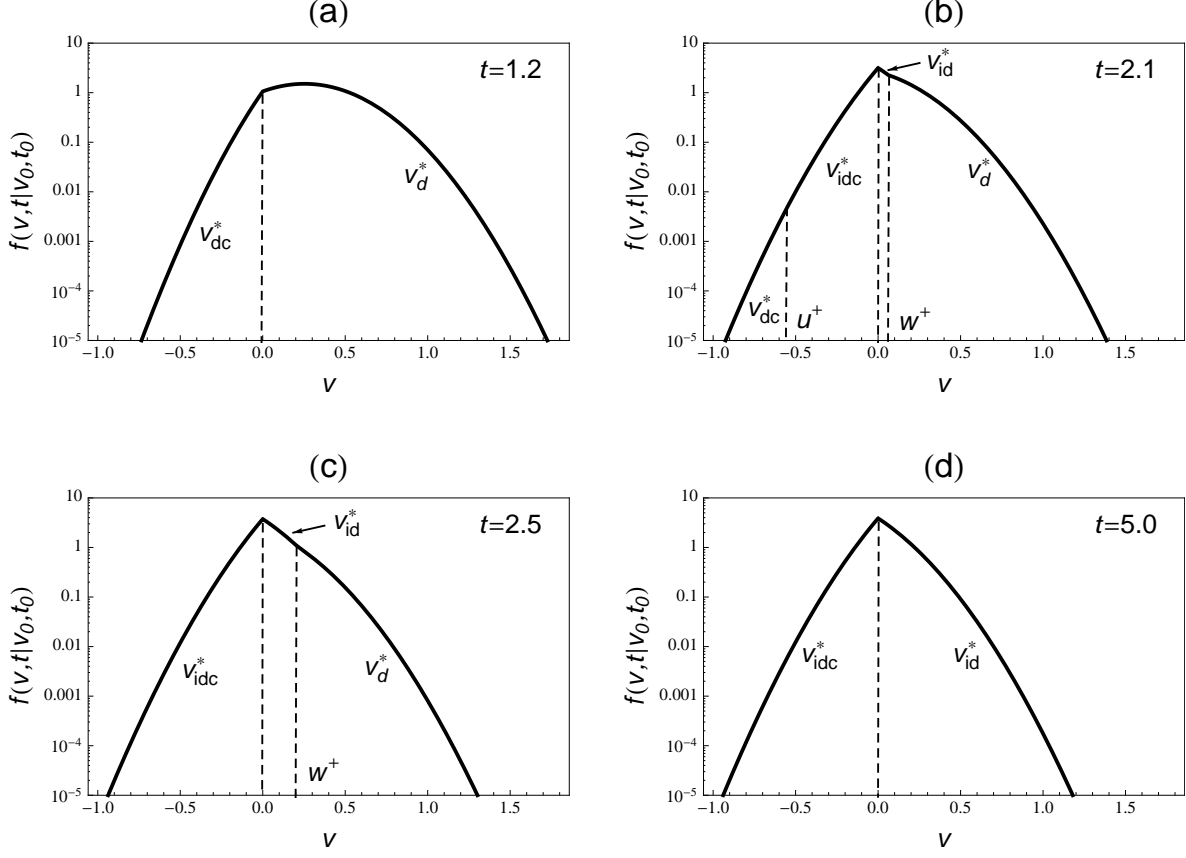 (a)
t=1.2
10
1
0.1
0.01
0.001
10⁻⁴
10⁻⁵
f(v,t|v₀,t₀)
v*dc
v*d
−1.0 −0.5 0.0 0.5 1.0 1.5
v
(b)
t=2.1
10
1
0.1
0.01
0.001
10⁻⁴
10⁻⁵
f(v,t|v₀,t₀)
v*id
v*idc
v*d
v*dc
u⁺
w⁺
−1.0 −0.5 0.0 0.5 1.0 1.5
v
(c)
t=2.5
10
1
0.1
0.01
0.001
10⁻⁴
10⁻⁵
f(v,t|v₀,t₀)
v*id
v*idc
v*d
w⁺
−1.0 −0.5 0.0 0.5 1.0 1.5
v
(d)
t=5.0
10
1
0.1
0.01
0.001
10⁻⁴
10⁻⁵
f(v,t|v₀,t₀)
v*idc
v*id
−1.0 −0.5 0.0 0.5 1.0 1.5
v